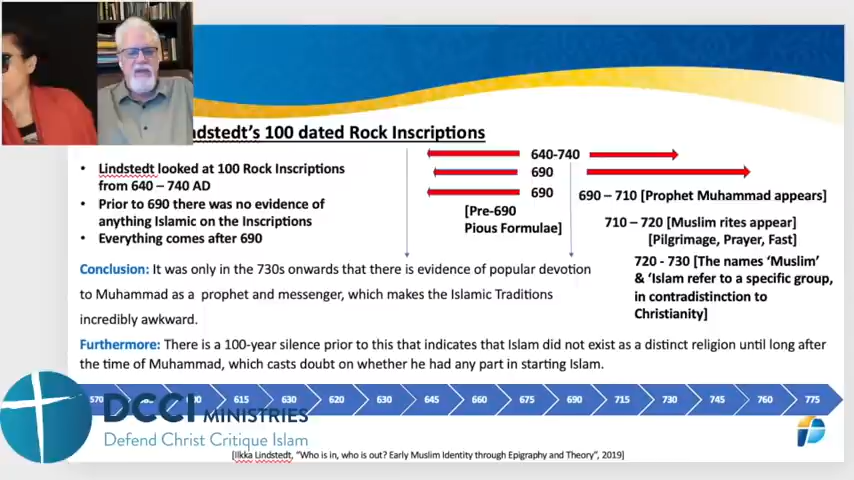 ndstedt's 100 dated Rock Inscriptions
• Lindstedt looked at 100 Rock Inscriptions
from 640 – 740 AD
• Prior to 690 there was no evidence of
anything Islamic on the Inscriptions
• Everything comes after 690
640-740
690
690
[Pre-690
Pious Formulae]
690 – 710 [Prophet Muhammad appears]
710 – 720 [Muslim rites appear]
[Pilgrimage, Prayer, Fast]
720 - 730 [The names 'Muslim'
& 'Islam refer to a specific group,
in contradistinction to
Christianity]
Conclusion: It was only in the 730s onwards that there is evidence of popular devotion
to Muhammad as a prophet and messenger, which makes the Islamic Traditions
incredibly awkward.
Furthermore: There is a 100-year silence prior to this that indicates that Islam did not exist as a distinct religion until long after
the time of Muhammad, which casts doubt on whether he had any part in starting Islam.
570 615 630 620 630 645 660 675 690 715 730 745 760 775
DCCI MINISTRIES
Defend Christ Critique Islam
[Ilkka Lindstedt, "Who is in, who is out? Early Muslim Identity through Epigraphy and Theory", 2019]